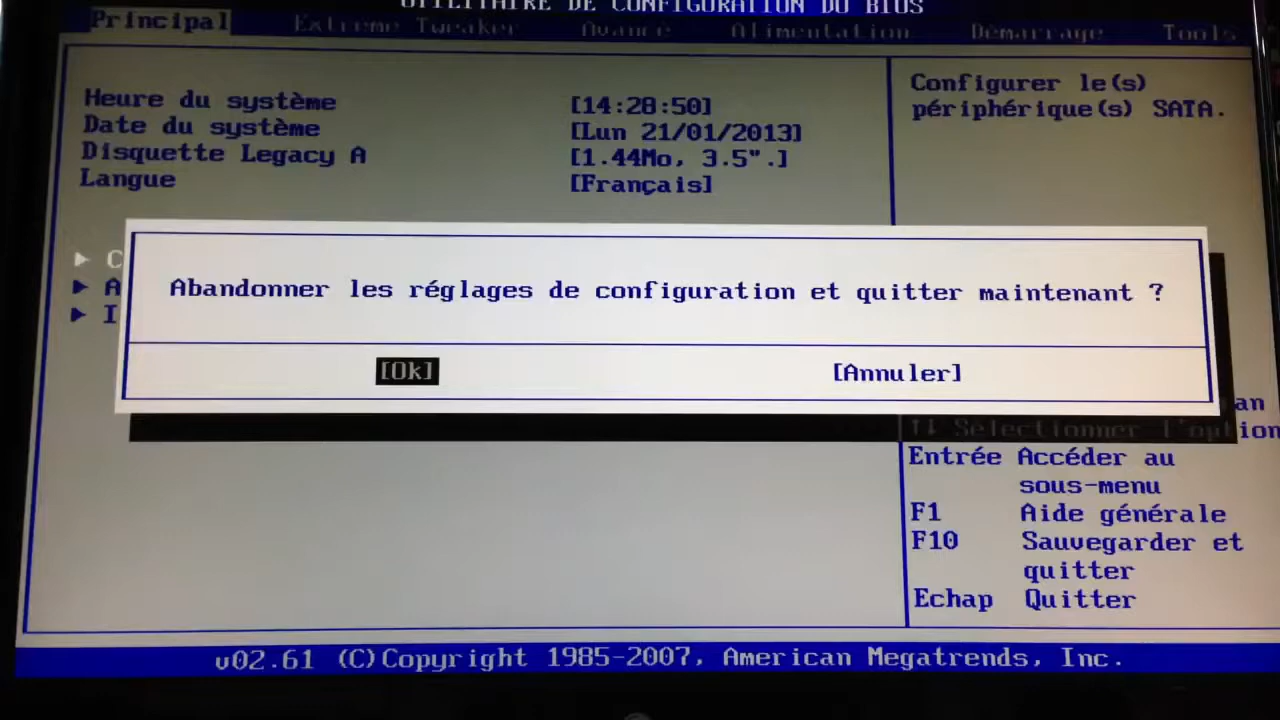 UTILITAIRE DE CONFIGURATION DU BIOS
Principal Extreme Tweaker Avancé Alimentation Démarrage Tools
Heure du système [14:28:50]
Date du système [Lun 21/01/2013]
Disquette Legacy A [1.44Mo, 3.5".]
Langue [Français]
Configurer le(s)
périphérique(s) SATA.
C
A
I
Abandonner les réglages de configuration et quitter maintenant ?
[Ok] [Annuler]
an
↑↓ Sélectionner l'option
Entrée Accéder au
sous-menu
F1 Aide générale
F10 Sauvegarder et
quitter
Echap Quitter
v02.61 (C)Copyright 1985-2007, American Megatrends, Inc.